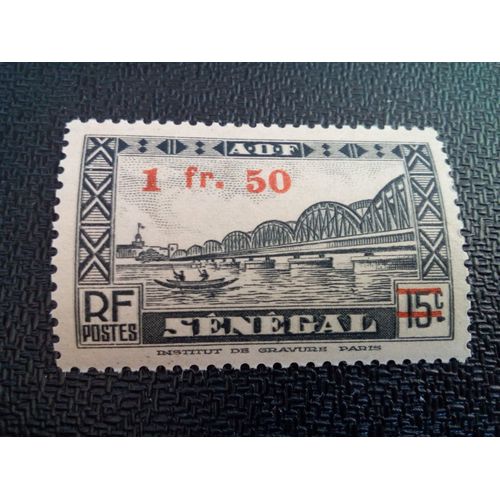 A·O·F
1 fr. 50
RF
POSTES
15c
SÉNÉGAL
INSTITUT DE GRAVURE PARIS